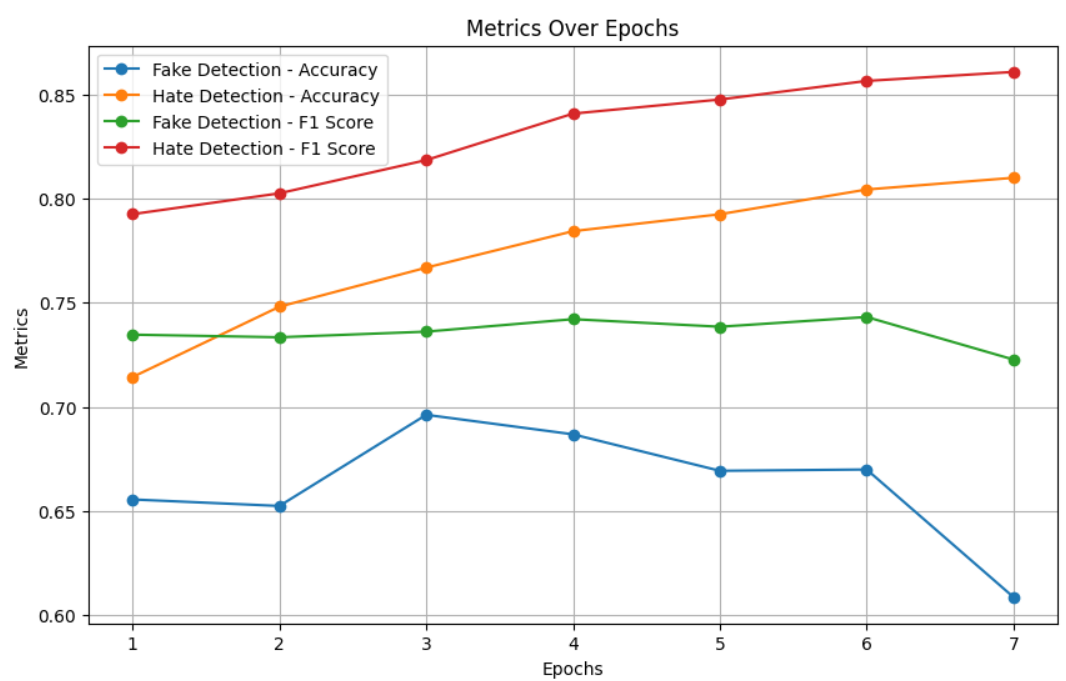 Metrics Over Epochs
Fake Detection - Accuracy
Hate Detection - Accuracy
Fake Detection - F1 Score
Hate Detection - F1 Score
0.85
0.80
0.75
0.70
0.65
0.60
Metrics
1 2 3 4 5 6 7
Epochs